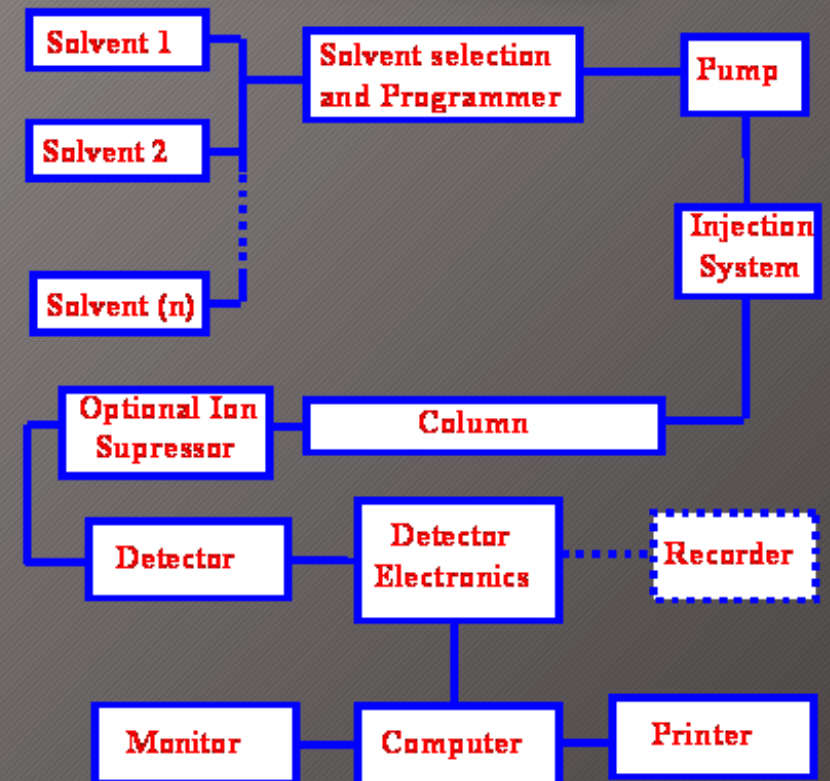 Solvent 1
Solvent selection
and Programmer
Pump
Solvent 2
Injection
System
Solvent (n)
Optional Ion
Supressor
Column
Detector
Detector
Electronics
Recorder
Monitor
Computer
Printer